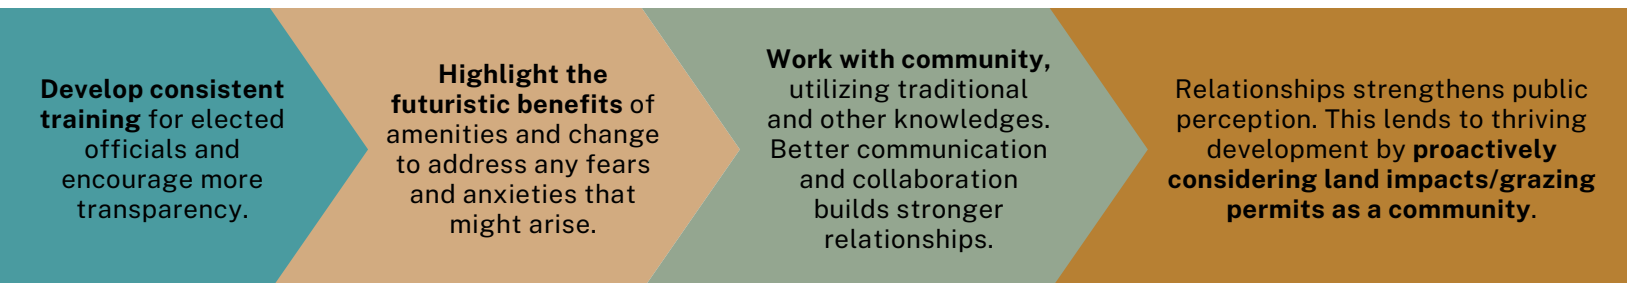 Develop consistent
training for elected
officials and
encourage more
transparency.
Highlight the
futuristic benefits of
amenities and change
to address any fears
and anxieties that
might arise.
Work with community,
utilizing traditional
and other knowledges.
Better communication
and collaboration
builds stronger
relationships.
Relationships strengthens public
perception. This lends to thriving
development by proactively
considering land impacts/grazing
permits as a community.